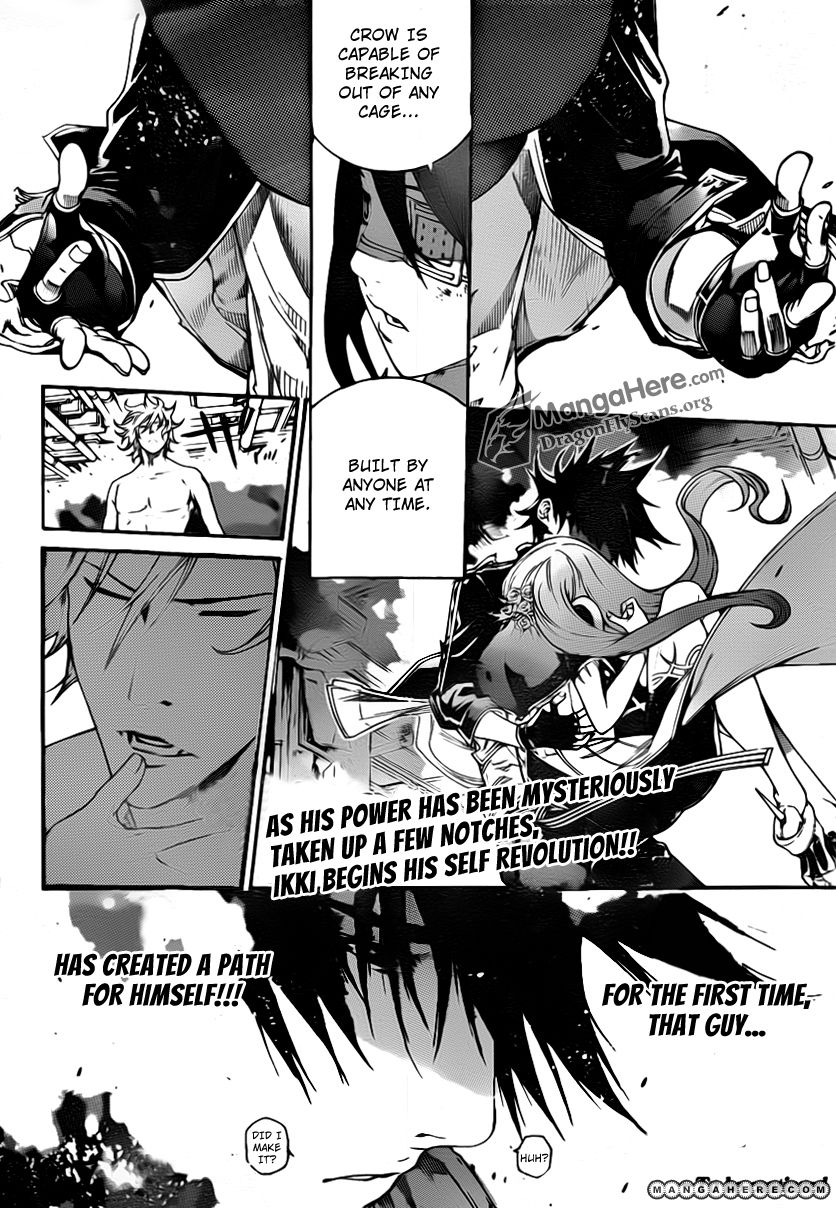 CROW IS
CAPABLE OF
BREAKING
OUT OF ANY
CAGE...
MangaHere.com
DragonFlyScans.org
BUILT BY
ANYONE AT
ANY TIME.
AS HIS POWER HAS BEEN MYSTERIOUSLY
TAKEN UP A FEW NOTCHES,
IKKI BEGINS HIS SELF REVOLUTION!!
FOR THE FIRST TIME,
THAT GUY...
HAS CREATED A PATH
FOR HIMSELF!!!
HUH?
DID I
MAKE
IT?
MANGAHERE.COM